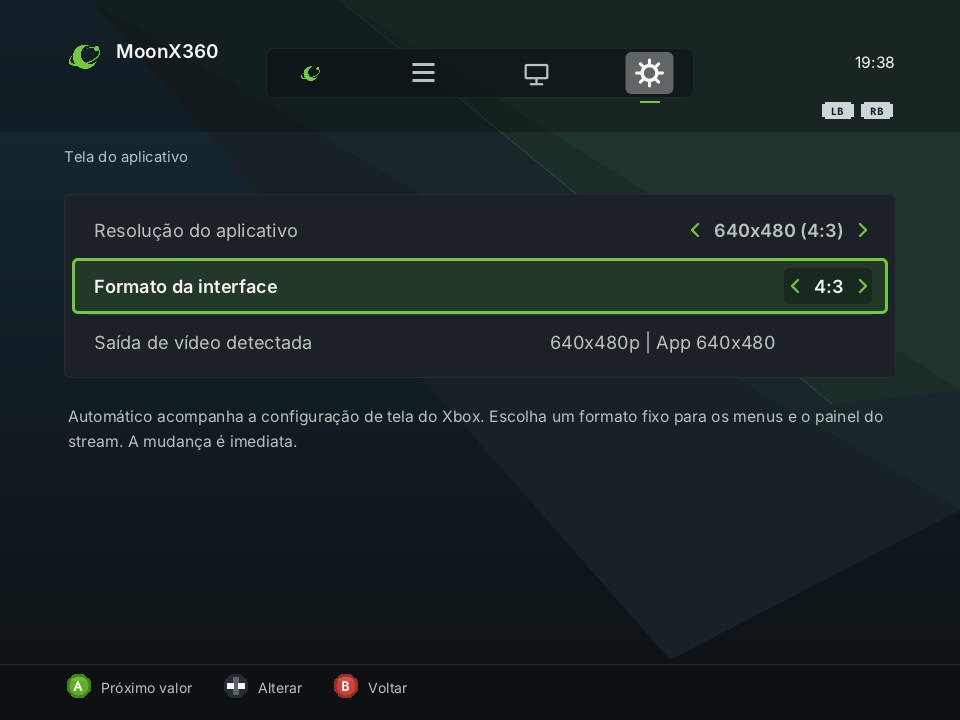 MoonX360
19:38
LB RB
Tela do aplicativo
Resolução do aplicativo 640x480 (4:3)
Formato da interface 4:3
Saída de vídeo detectada 640x480p | App 640x480
Automático acompanha a configuração de tela do Xbox. Escolha um formato fixo para os menus e o painel do
stream. A mudança é imediata.
A Próximo valor Alterar B Voltar